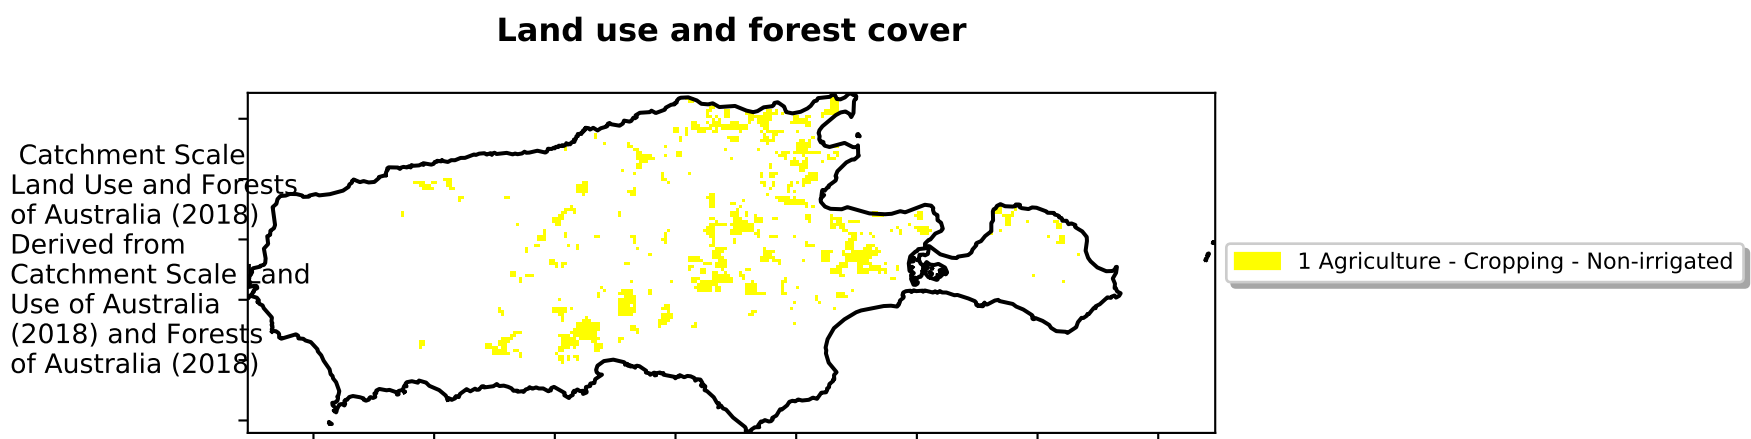 Land use and forest cover
Catchment Scale
Land Use and Forests
of Australia (2018)
Derived from
Catchment Scale Land
Use of Australia
(2018) and Forests
of Australia (2018)
1 Agriculture - Cropping - Non-irrigated